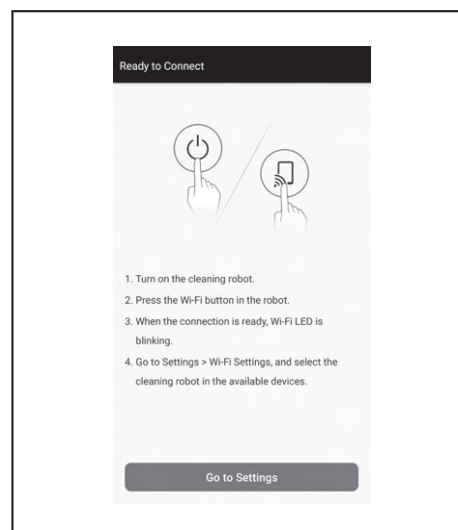 Ready to Connect
1. Turn on the cleaning robot.
2. Press the Wi-Fi button in the robot.
3. When the connection is ready, Wi-Fi LED is
blinking.
4. Go to Settings > Wi-Fi Settings, and select the
cleaning robot in the available devices.
Go to Settings